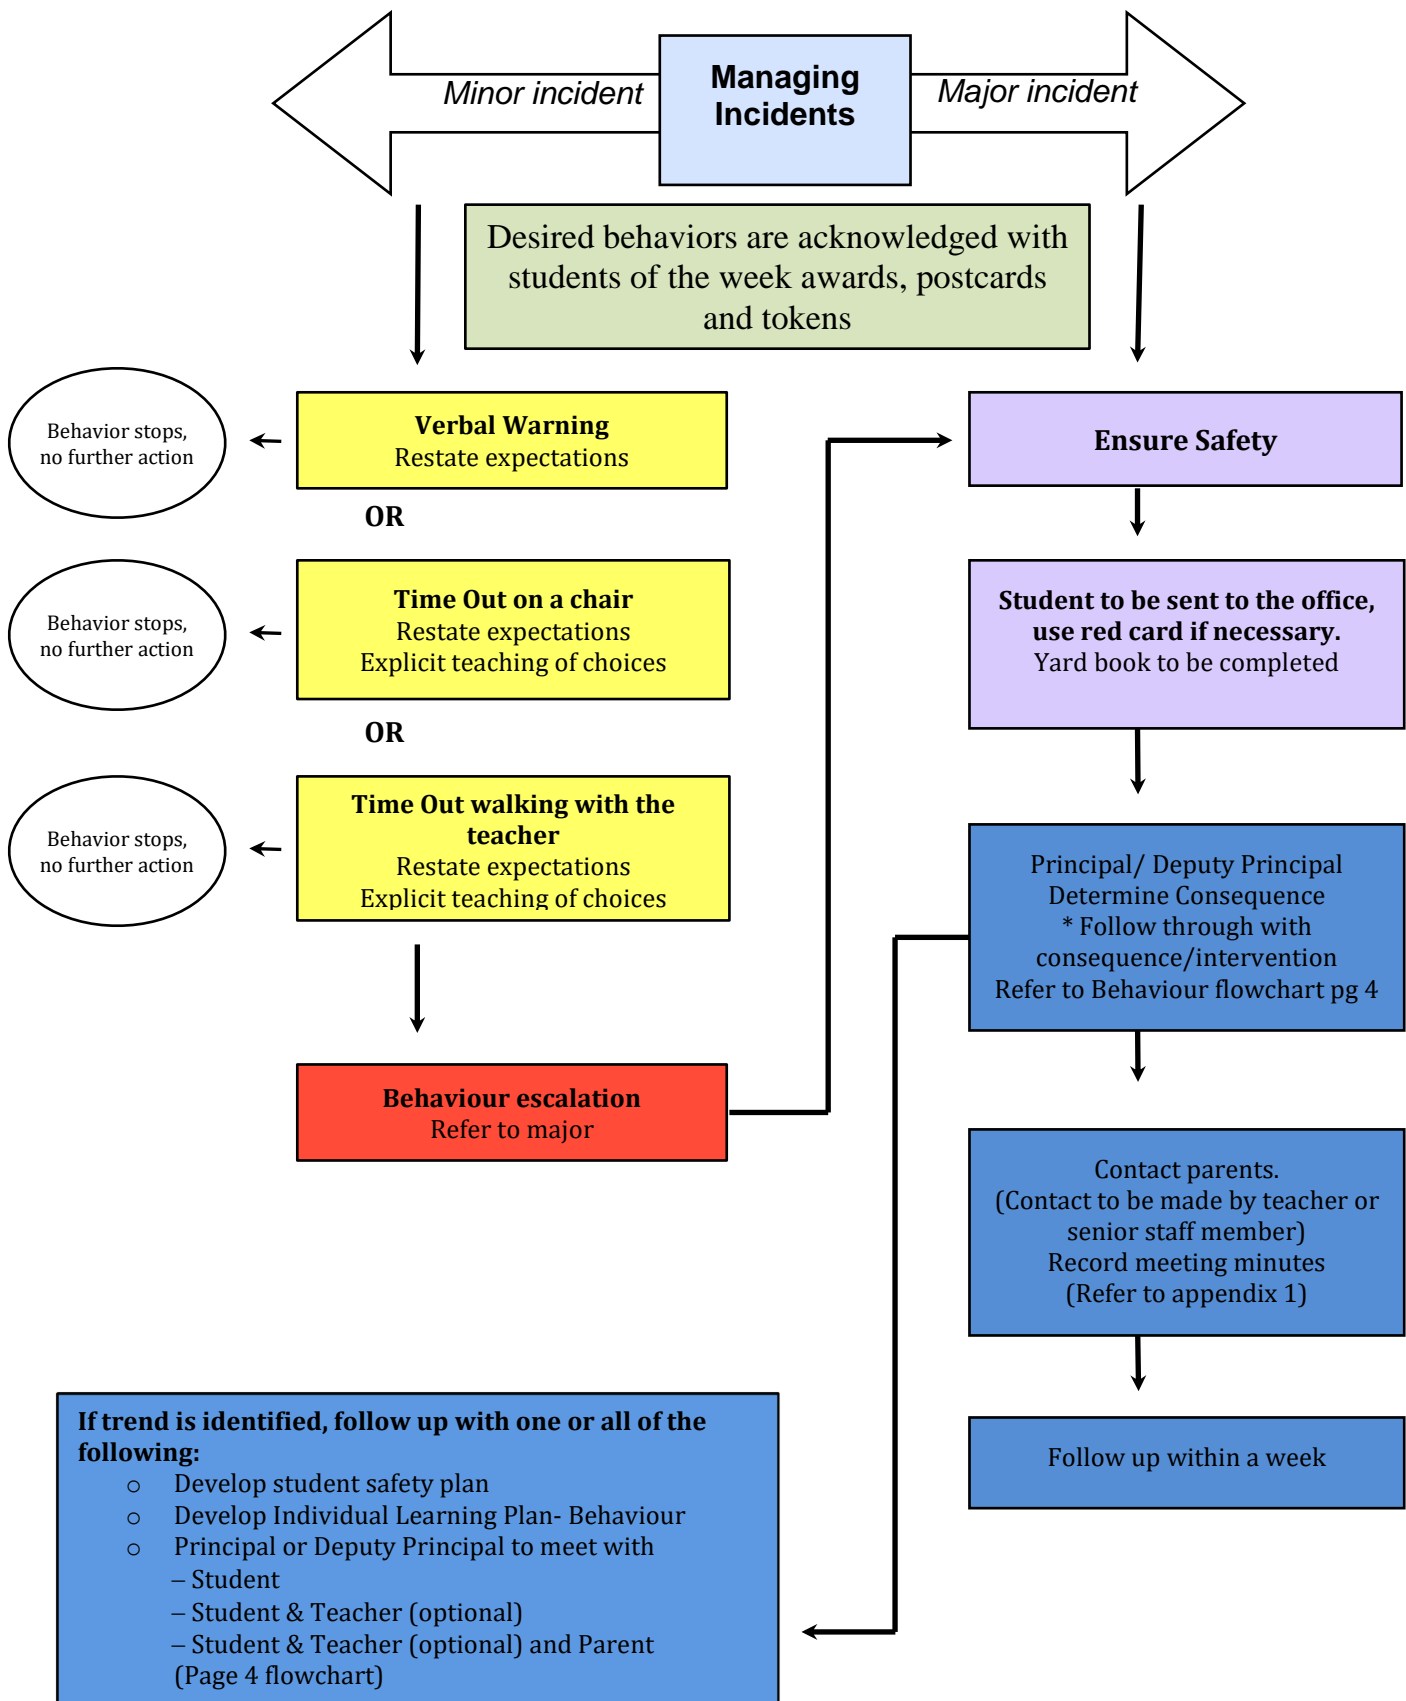 Minor incident
Managing
Incidents
Major incident
Desired behaviors are acknowledged with
students of the week awards, postcards
and tokens
Behavior stops,
no further action
Verbal Warning
Restate expectations
OR
Behavior stops,
no further action
Time Out on a chair
Restate expectations
Explicit teaching of choices
OR
Behavior stops,
no further action
Time Out walking with the
teacher
Restate expectations
Explicit teaching of choices
Behaviour escalation
Refer to major
Ensure Safety
Student to be sent to the office,
use red card if necessary.
Yard book to be completed
Principal/ Deputy Principal
Determine Consequence
* Follow through with
consequence/intervention
Refer to Behaviour flowchart pg 4
Contact parents.
(Contact to be made by teacher or
senior staff member)
Record meeting minutes
(Refer to appendix 1)
Follow up within a week
If trend is identified, follow up with one or all of the
following:
o Develop student safety plan
o Develop Individual Learning Plan- Behaviour
o Principal or Deputy Principal to meet with
– Student
– Student & Teacher (optional)
– Student & Teacher (optional) and Parent
(Page 4 flowchart)